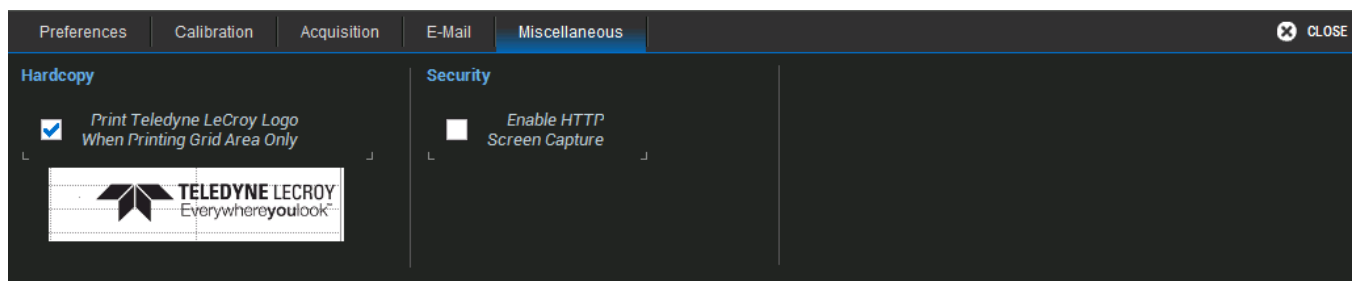 Preferences
Calibration
Acquisition
E-Mail
Miscellaneous
CLOSE
Hardcopy
Print Teledyne LeCroy Logo
When Printing Grid Area Only
TELEDYNE LECROY
Everywhereyoulook™
Security
Enable HTTP
Screen Capture